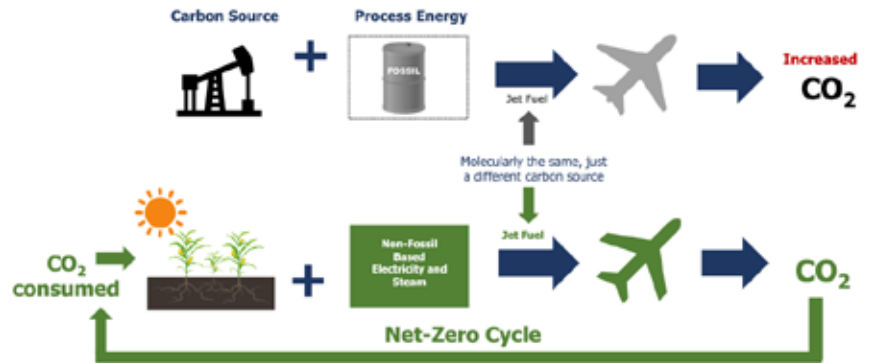 Carbon Source
Process Energy
+
FOSSIL
Jet Fuel
Increased
CO₂
Molecularly the same, just
a different carbon source
Jet Fuel
CO₂
consumed
+
Non-Fossil
Based
Electricity and
Steam
CO₂
Net-Zero Cycle